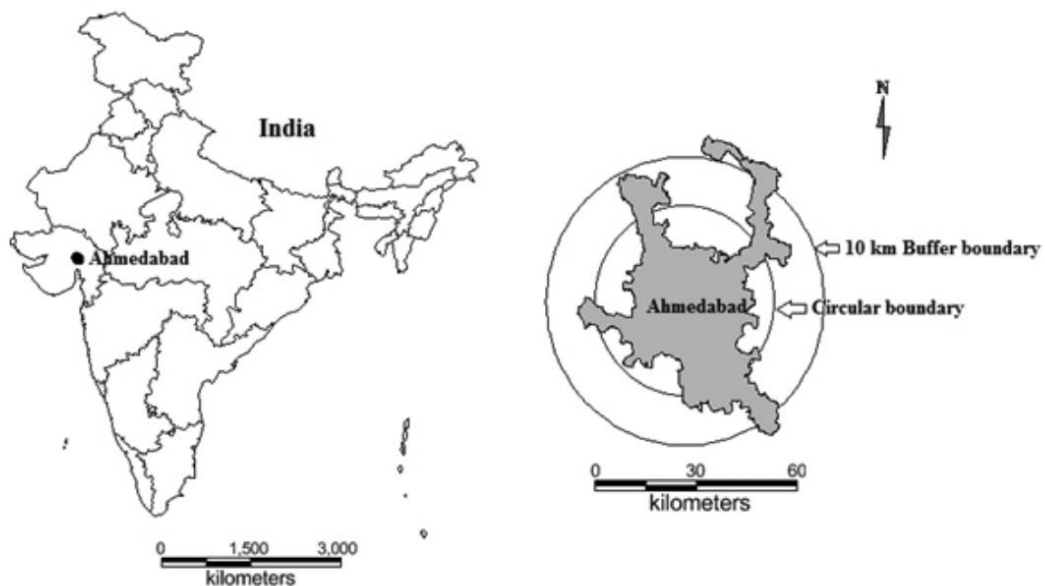 India
Ahmedabad
0 1,500 3,000
kilometers
N
10 km Buffer boundary
Ahmedabad
Circular boundary
0 30 60
kilometers